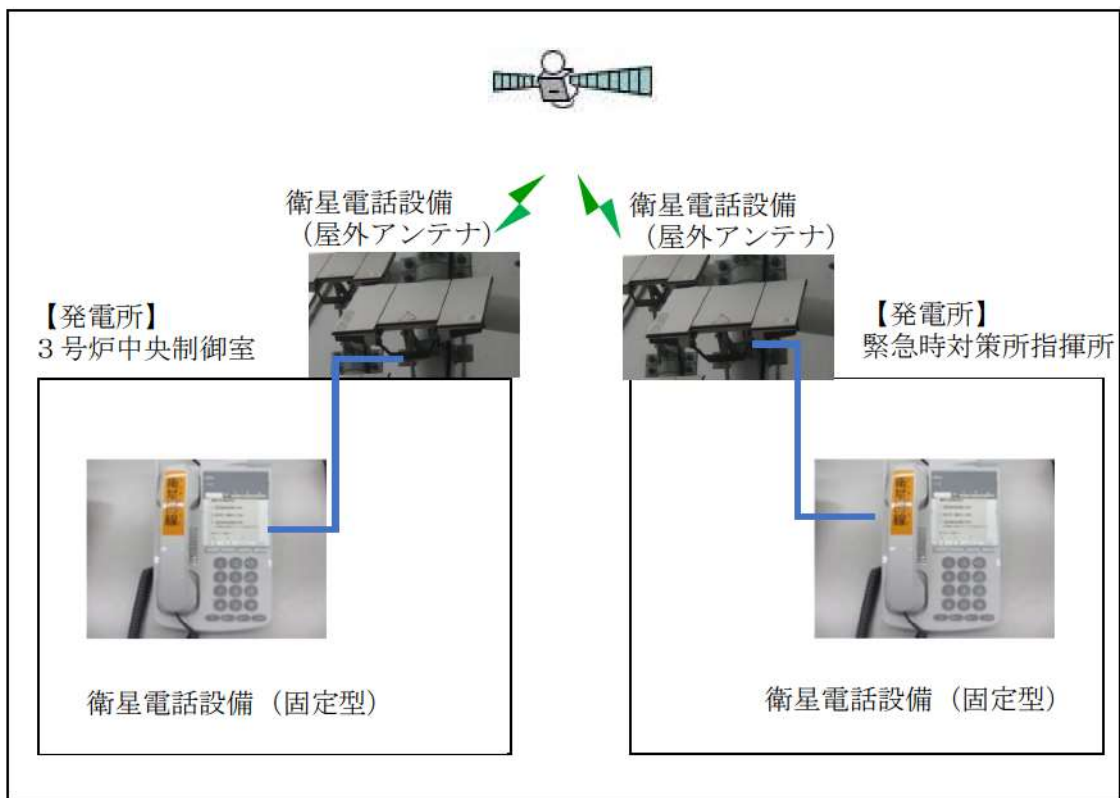 衛星電話設備
（屋外アンテナ）
衛星電話設備
（屋外アンテナ）
【発電所】
３号炉中央制御室
【発電所】
緊急時対策所指揮所
衛星電話設備（固定型）
衛星電話設備（固定型）